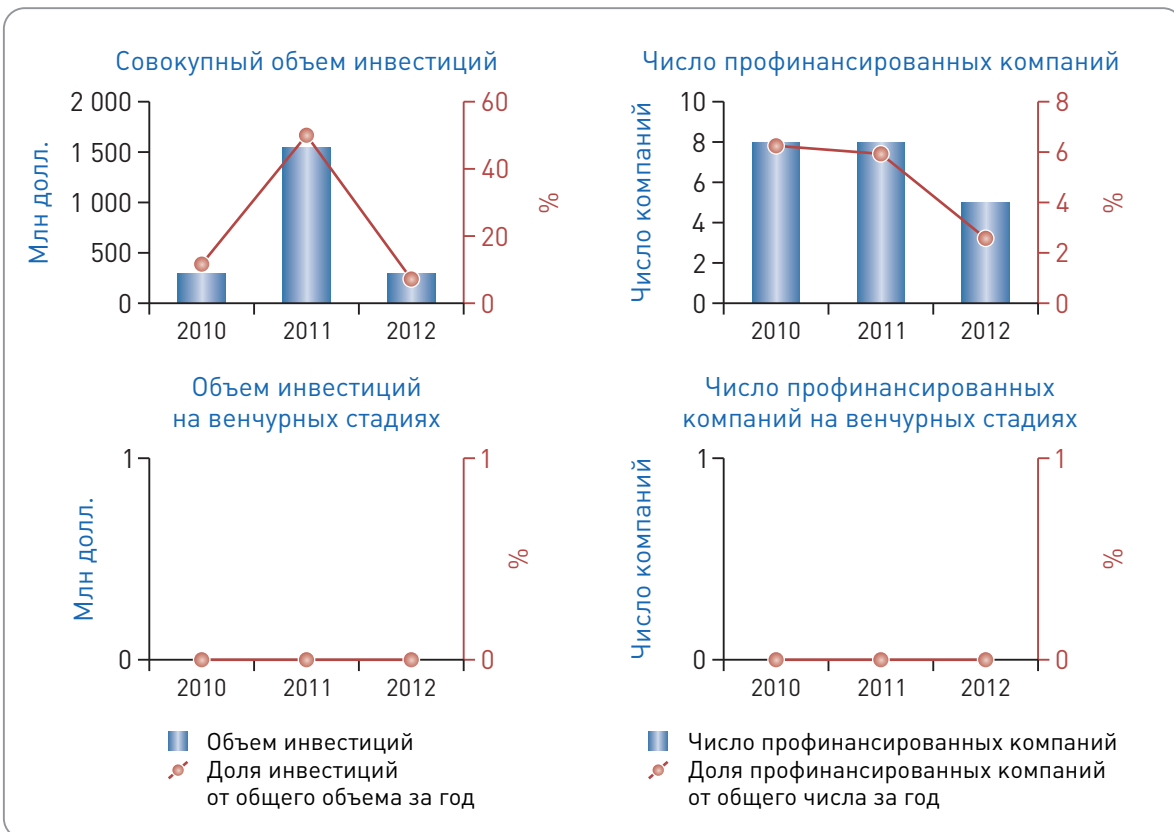 Совокупный объем инвестиций
Млн долл.
2 000
1 500
1 000
500
0
60
40
20
0
%
2010 2011 2012
Число профинансированных компаний
Число компаний
10
8
6
4
2
0
8
6
4
2
0
%
2010 2011 2012
Объем инвестиций
на венчурных стадиях
Млн долл.
1
0
1
0
%
2010 2011 2012
Число профинансированных
компаний на венчурных стадиях
Число компаний
1
0
1
0
%
2010 2011 2012
Объем инвестиций
Доля инвестиций
от общего объема за год
Число профинансированных компаний
Доля профинансированных компаний
от общего числа за год